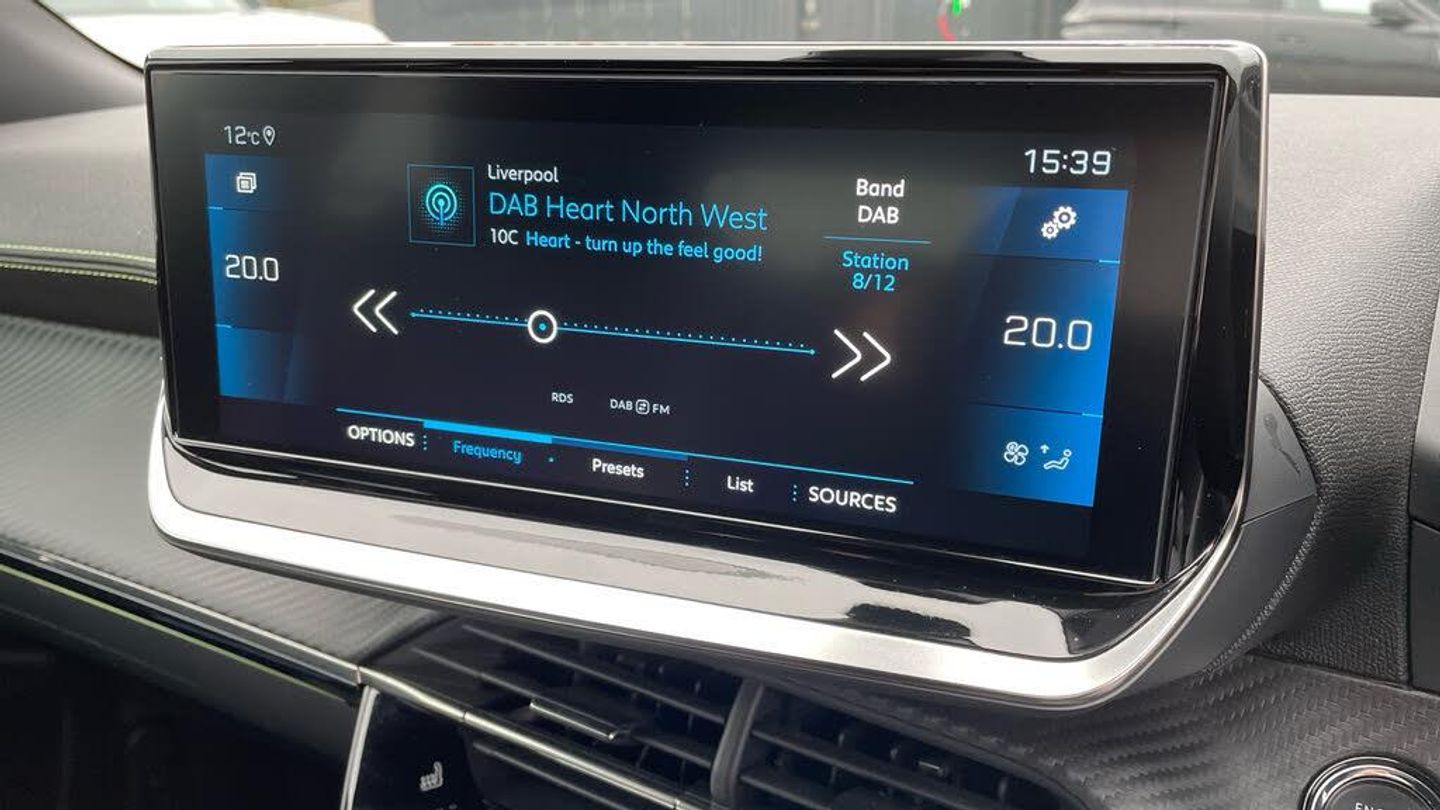 12°C
15:39
Liverpool
DAB Heart North West
10C Heart - turn up the feel good!
Band
DAB
Station
8/12
20.0
20.0
RDS
DAB FM
OPTIONS
Frequency
Presets
List
SOURCES